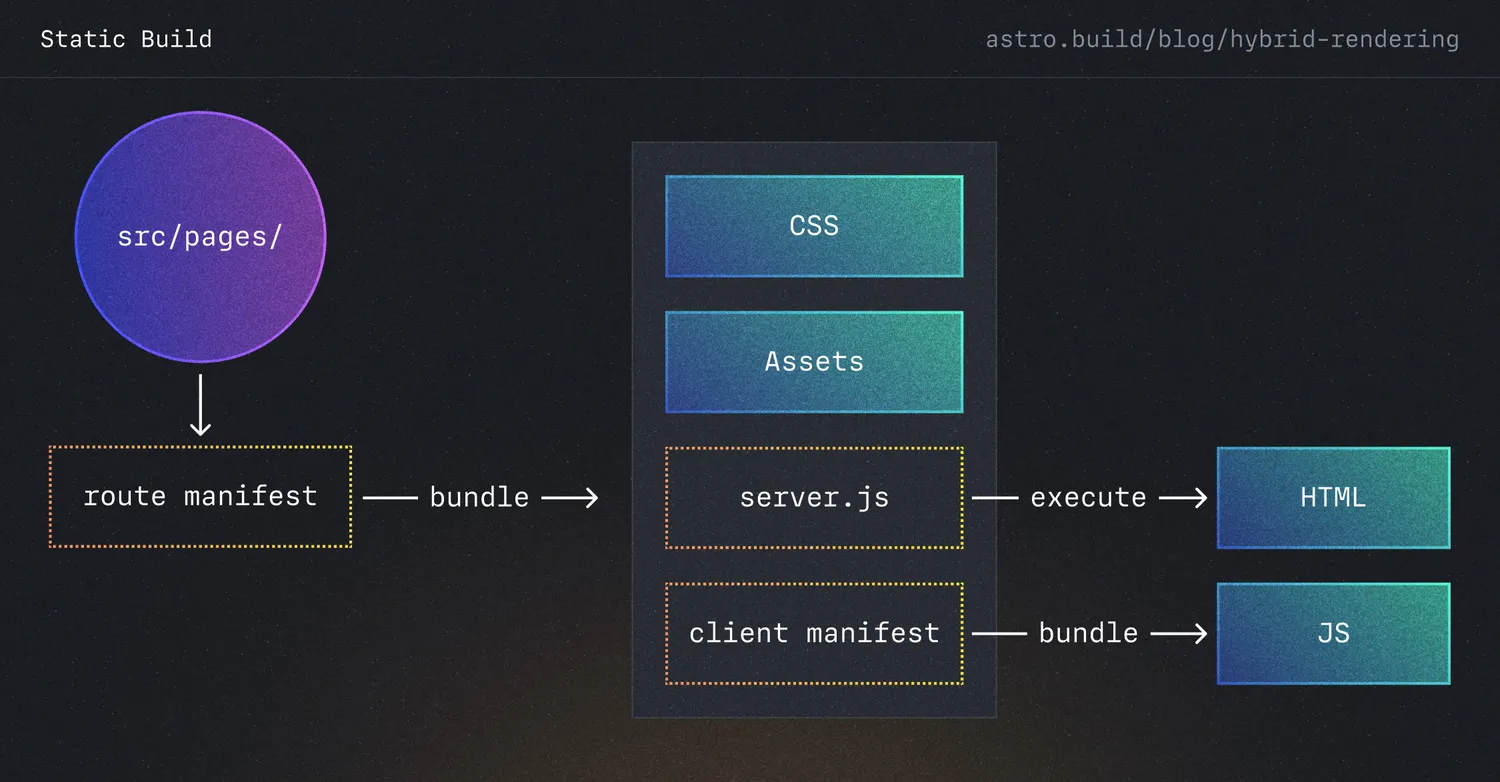 Static Build
astro.build/blog/hybrid-rendering
src/pages/
route manifest
bundle
CSS
Assets
server.js
execute
HTML
client manifest
bundle
JS